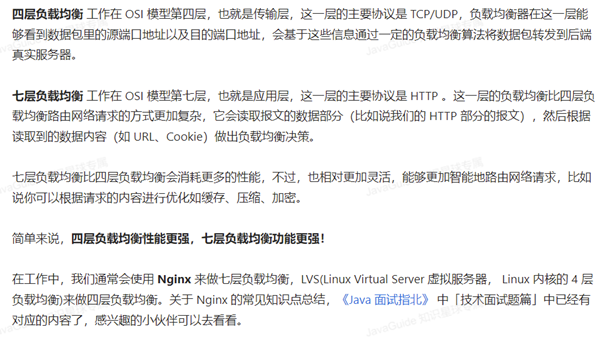 四层负载均衡 工作在 OSI 模型第四层，也就是传输层，这一层的主要协议是 TCP/UDP，负载均衡器在这一层能
够看到数据包里的源端口地址以及目的端口地址，会基于这些信息通过一定的负载均衡算法将数据包转发到后端
真实服务器。
七层负载均衡 工作在 OSI 模型第七层，也就是应用层，这一层的主要协议是 HTTP 。这一层的负载均衡比四层负
载均衡路由网络请求的方式更加复杂，它会读取报文的数据部分（比如说我们的 HTTP 部分的报文），然后根据
读取到的数据内容（如 URL、Cookie）做出负载均衡决策。
七层负载均衡比四层负载均衡会消耗更多的性能，不过，也相对更加灵活，能够更加智能地路由网络请求，比如
说你可以根据请求的内容进行优化如缓存、压缩、加密。
简单来说，四层负载均衡性能更强，七层负载均衡功能更强！
在工作中，我们通常会使用 Nginx 来做七层负载均衡，LVS(Linux Virtual Server 虚拟服务器， Linux 内核的 4 层
负载均衡)来做四层负载均衡。关于 Nginx 的常见知识点总结，《Java 面试指北》 中「技术面试题篇」中已经有
对应的内容了，感兴趣的小伙伴可以去看看。